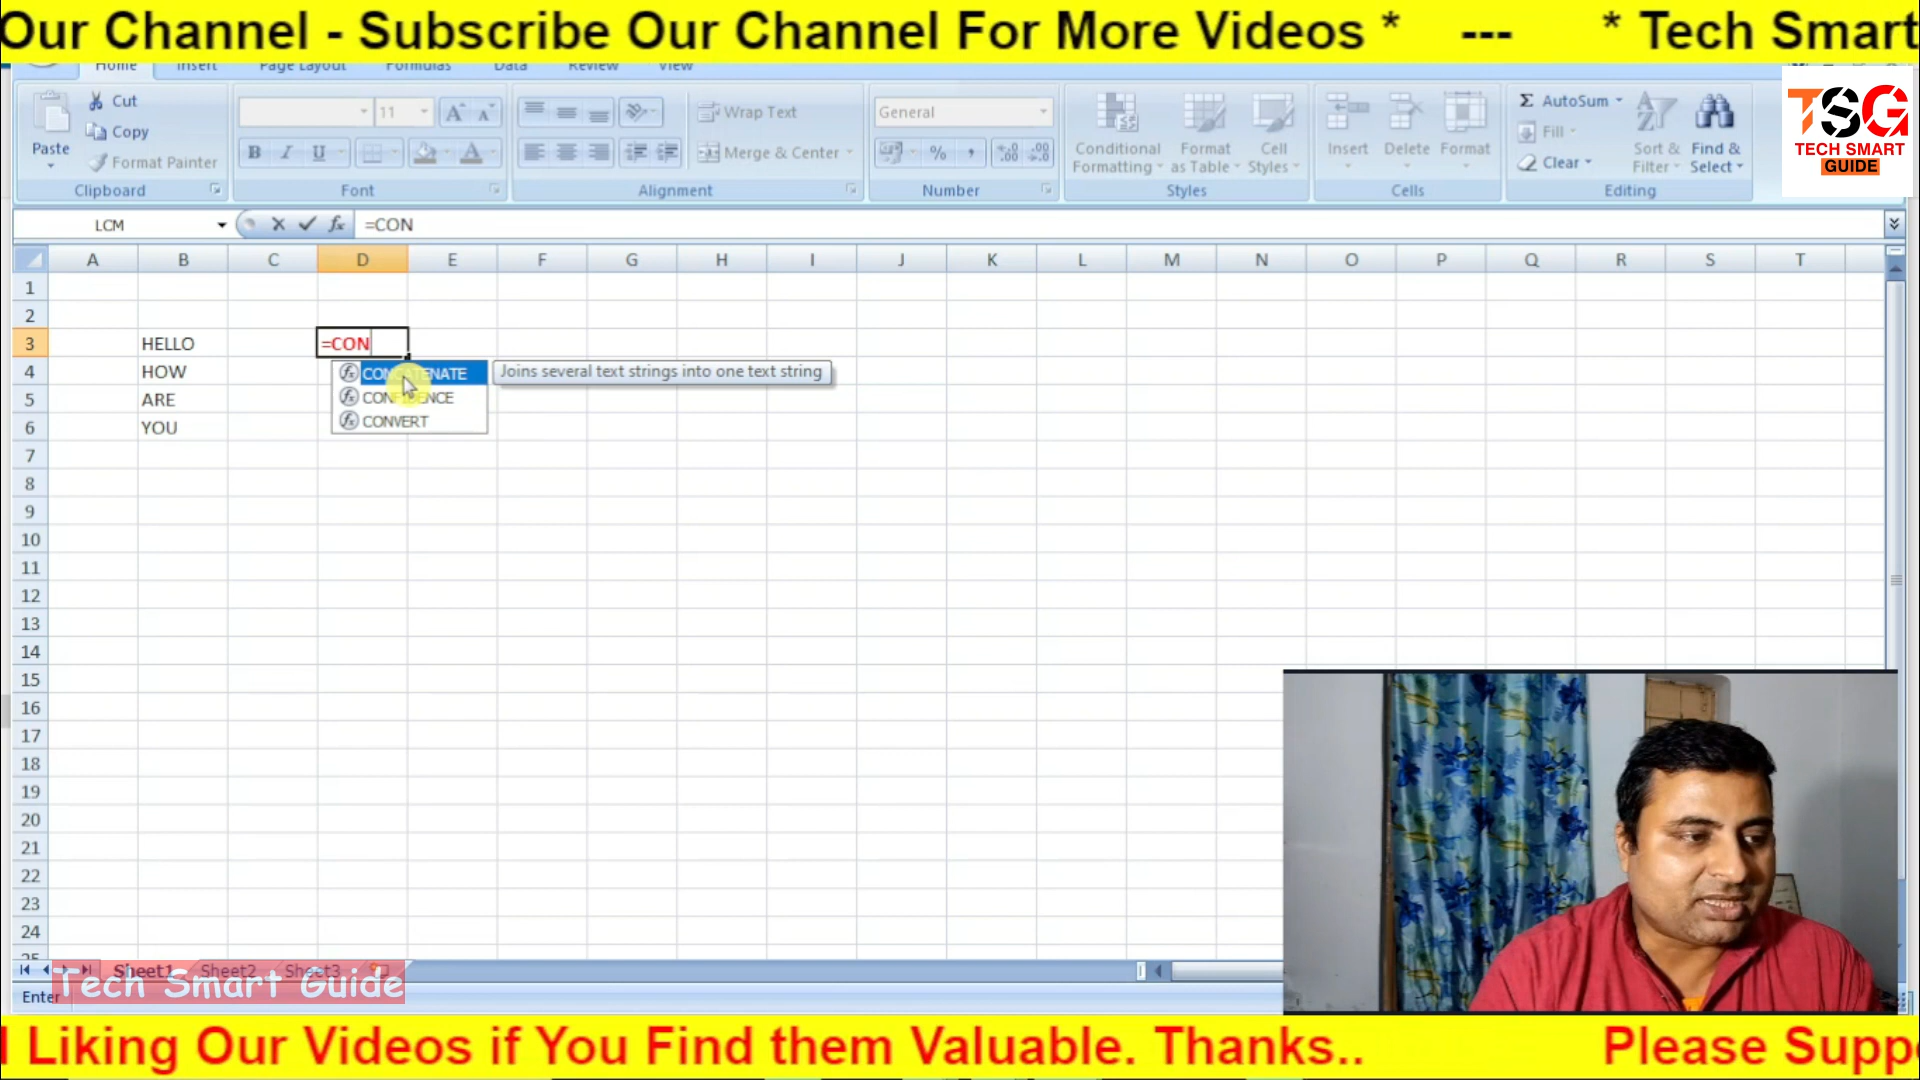 Our Channel - Subscribe Our Channel For More Videos * --- * Tech Smart
Home Insert Page Layout Formulas Data Review View
TSG
TECH SMART
GUIDE
Paste
Cut
Copy
Format Painter
Clipboard
11
A A
B I U A
Font
Wrap Text
Merge & Center
Alignment
General
% ,
Number
Conditional Formatting
Format as Table
Cell Styles
Styles
Insert Delete Format
Cells
Σ AutoSum
Fill
Clear
Sort & Filter
Find & Select
Editing
LCM fx =CON
A B C D E F G H I J K L M N O P Q R S T
1
2
3 HELLO =CON
4 HOW CONCATENATE Joins several text strings into one text string
5 ARE CONFIDENCE
6 YOU CONVERT
7
8
9
10
11
12
13
14
15
16
17
18
19
20
21
22
23
24
25
Sheet1 Sheet2 Sheet3
Tech Smart Guide
Enter
Liking Our Videos if You Find them Valuable. Thanks.. Please Supp